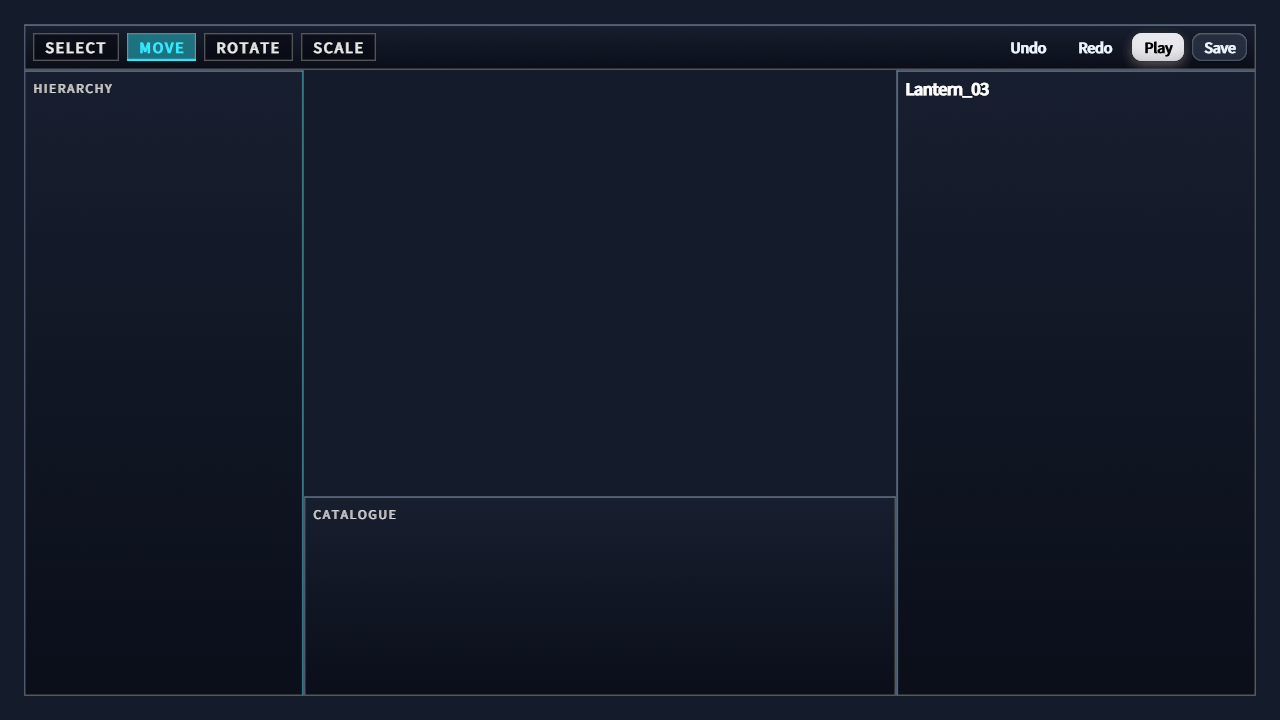 SELECT MOVE ROTATE SCALE Undo Redo Play Save
HIERARCHY
Lantern_03
CATALOGUE